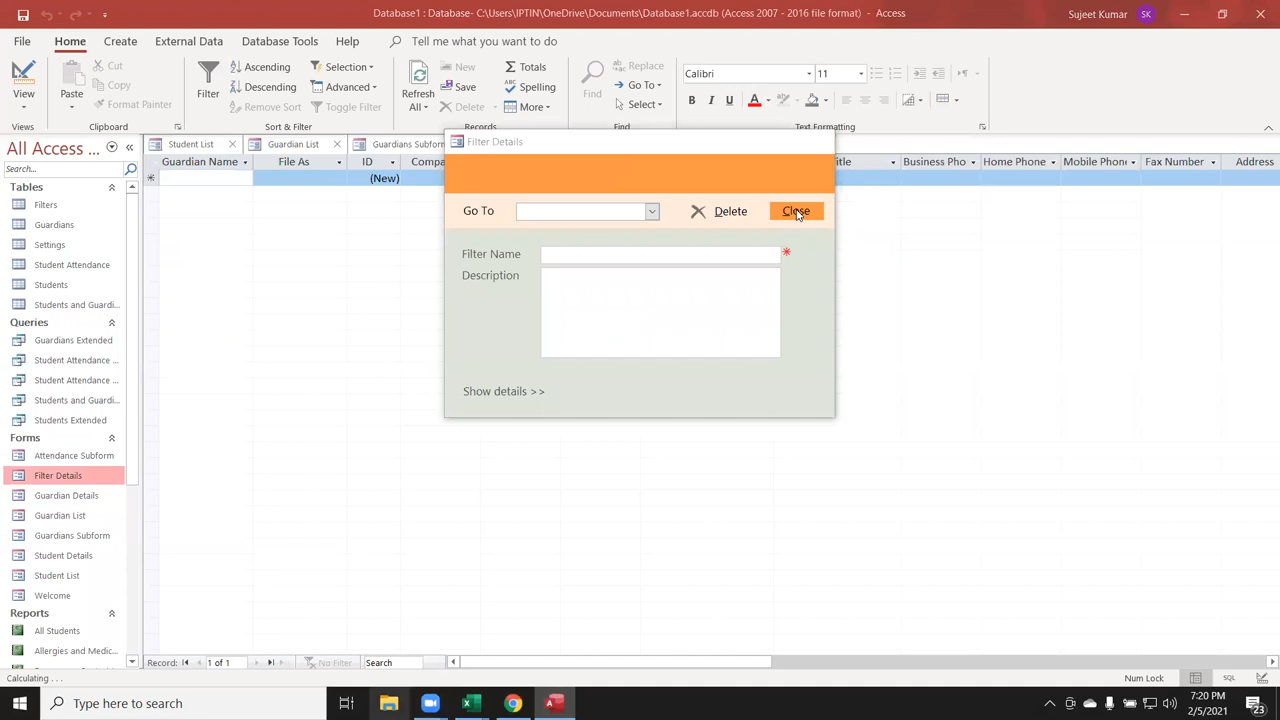 Database1 : Database- C:\Users\IPTIN\OneDrive\Documents\Database1.accdb (Access 2007 - 2016 file format) - Access
Sujeet Kumar SK
File Home Create External Data Database Tools Help Tell me what you want to do
View
Views
Paste
Cut
Copy
Format Painter
Clipboard
Filter
Ascending
Descending
Remove Sort
Selection
Advanced
Toggle Filter
Sort & Filter
Refresh
All
New
Save
Delete
Totals
Spelling
More
Records
Find
Replace
Go To
Select
Find
Calibri 11
B I U A
Text Formatting
All Access ...
Search...
Tables
Filters
Guardians
Settings
Student Attendance
Students
Students and Guardi...
Queries
Guardians Extended
Student Attendance ...
Student Attendance ...
Students and Guardi...
Students Extended
Forms
Attendance Subform
Filter Details
Guardian Details
Guardian List
Guardians Subform
Student Details
Student List
Welcome
Reports
All Students
Allergies and Medic...
Student List Guardian List Guardians Subforn
Guardian Name File As ID Compa Title Business Pho Home Phone Mobile Phone Fax Number Address
(New)
Filter Details
Go To Delete Close
Filter Name *
Description
Show details >>
Record: 1 of 1 No Filter Search
Calculating . . .
Num Lock SQL
Type here to search
7:20 PM
2/5/2021
23